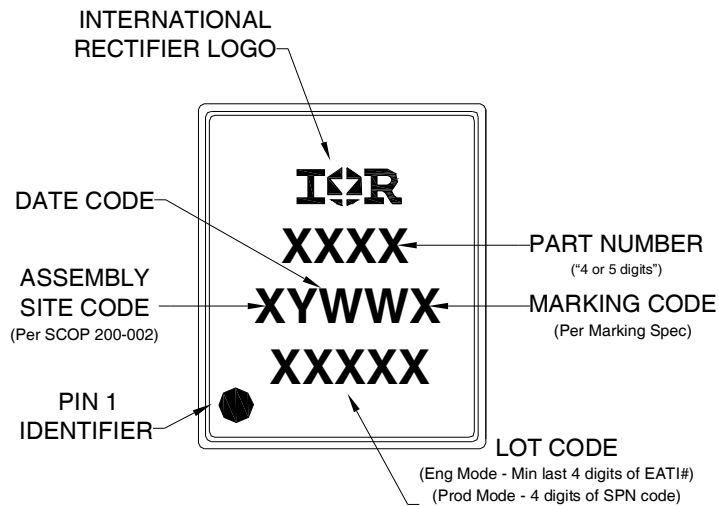 INTERNATIONAL
RECTIFIER LOGO
IOR
DATE CODE
XXXX
PART NUMBER
(“4 or 5 digits”)
ASSEMBLY
SITE CODE
(Per SCOP 200-002)
XYWWX
MARKING CODE
(Per Marking Spec)
XXXXX
PIN 1
IDENTIFIER
LOT CODE
(Eng Mode - Min last 4 digits of EATI#)
(Prod Mode - 4 digits of SPN code)